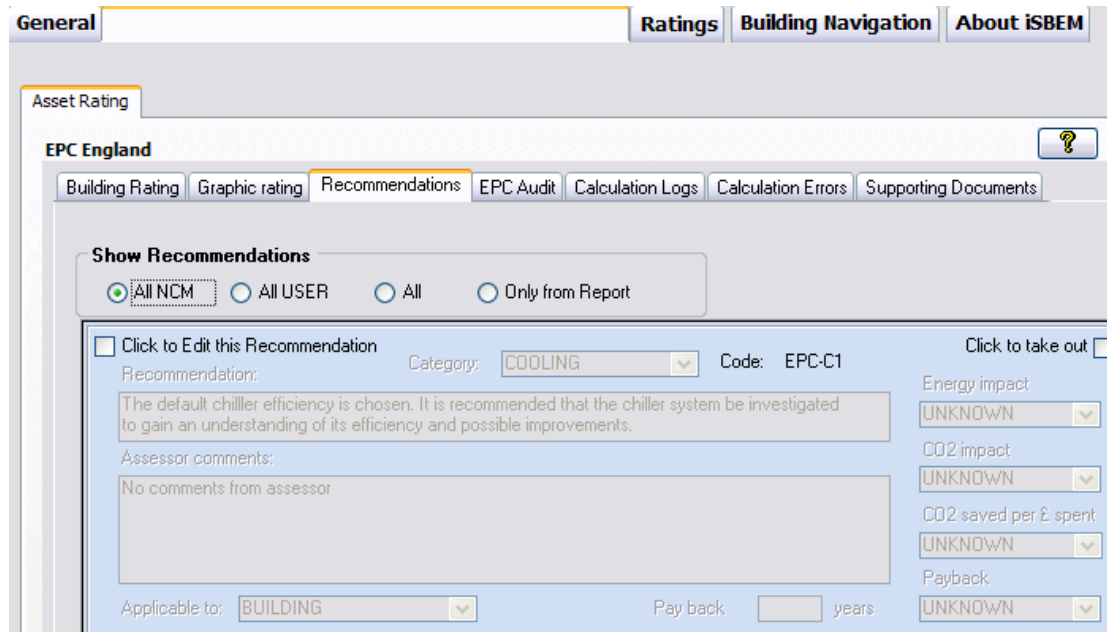 General
Ratings
Building Navigation
About iSBEM
Asset Rating
EPC England
?
Building Rating
Graphic rating
Recommendations
EPC Audit
Calculation Logs
Calculation Errors
Supporting Documents
Show Recommendations
All NCM
All USER
All
Only from Report
Click to Edit this Recommendation
Category:
COOLING
Code:
EPC-C1
Click to take out
Recommendation:
The default chilller efficiency is chosen. It is recommended that the chiller system be investigated
to gain an understanding of its efficiency and possible improvements.
Energy impact
UNKNOWN
Assessor comments:
No comments from assessor
CO2 impact
UNKNOWN
CO2 saved per £ spent
UNKNOWN
Applicable to:
BUILDING
Pay back
years
Payback
UNKNOWN